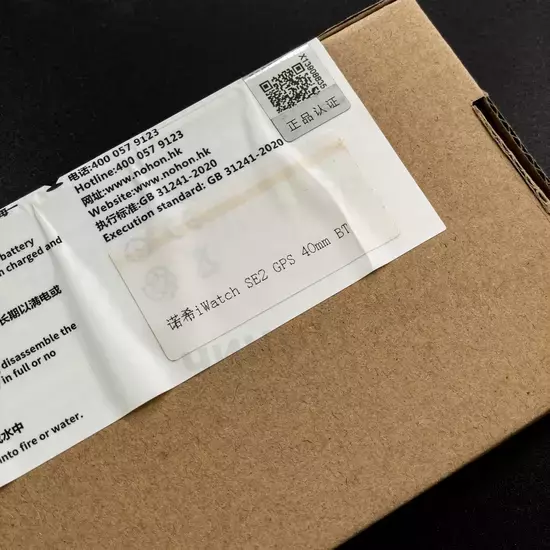 电话:400 057 9123
Hotline:400 057 9123
网址:www.nohon.hk
Website:www.nohon.hk
执行标准:GB 31241-2020
Execution standard: GB 31241-2020
正品认证
诺希iWatch SE2 GPS 40mm BT
battery
charged and
长期以满电或
disassemble the
in full or no
水中
into fire or water.